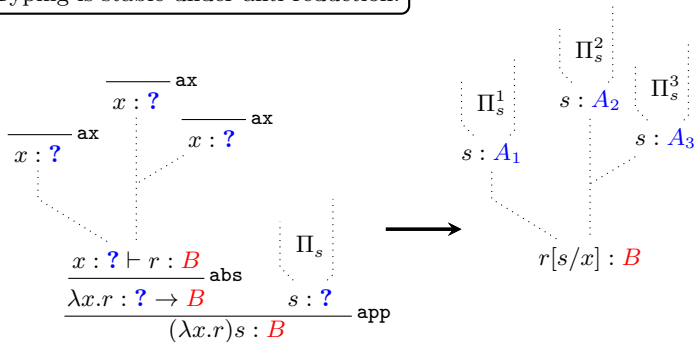 Typing is stable under anti-reduction.
ax
x : ?
ax
x : ?
ax
x : ?
x : ? ⊢ r : B
abs
λx.r : ? → B
Π_s
s : ?
app
(λx.r)s : B
Π_s^1
s : A_1
Π_s^2
s : A_2
Π_s^3
s : A_3
r[s/x] : B